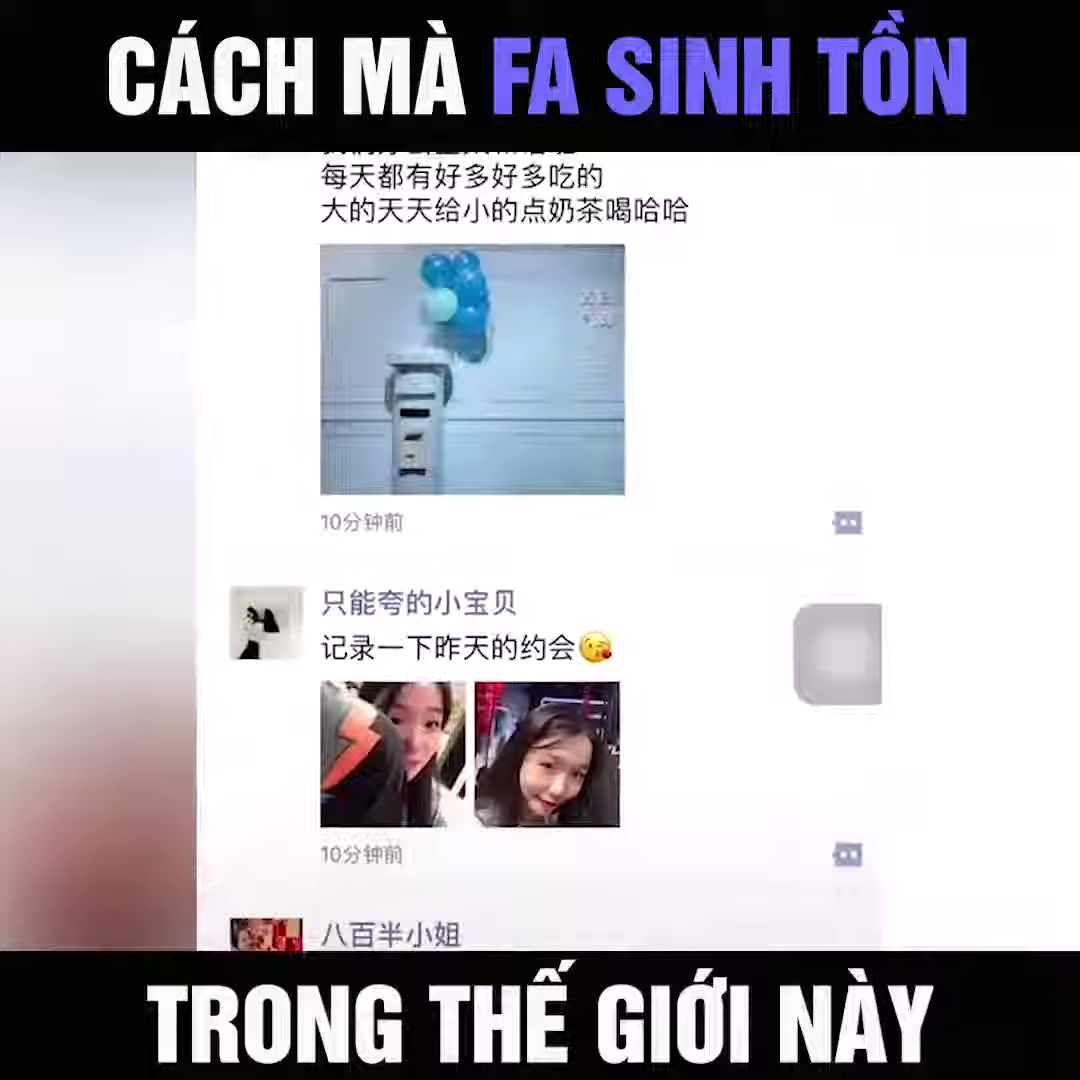 CÁCH MÀ FA SINH TỒN
每天都有好多好多吃的
大的天天给小的点奶茶喝哈哈
10分钟前
只能夸的小宝贝
记录一下昨天的约会😘
10分钟前
八百半小姐
TRONG THẾ GIỚI NÀY